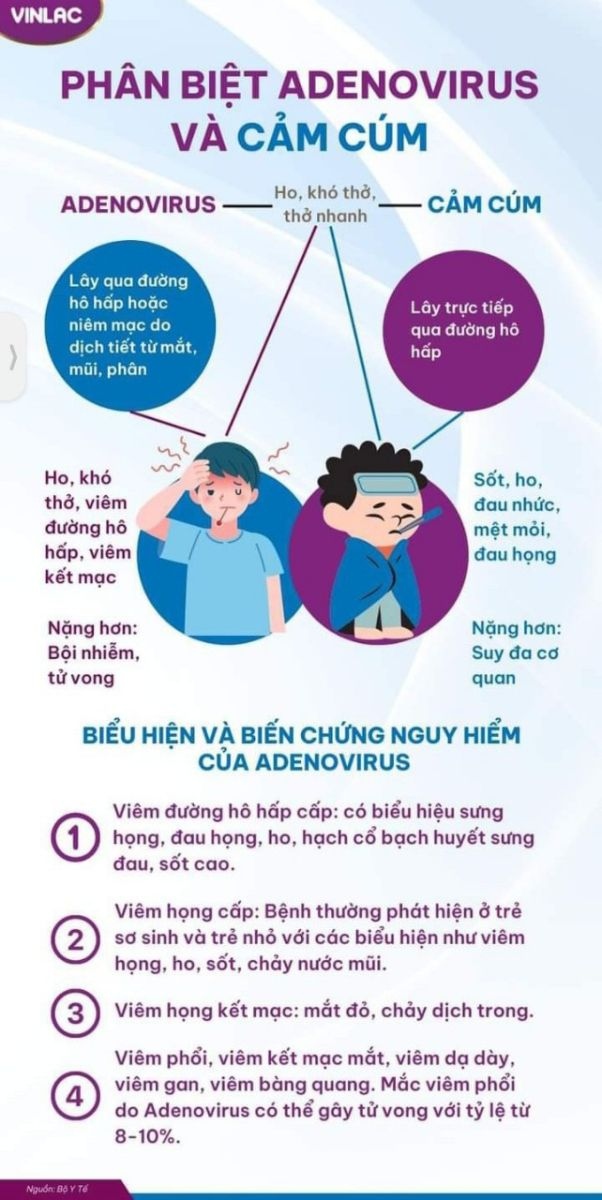 VINLAC
PHÂN BIỆT ADENOVIRUS
VÀ CẢM CÚM
ADENOVIRUS
Ho, khó thở,
thở nhanh
CẢM CÚM
Lây qua đường
hô hấp hoặc
niêm mạc do
dịch tiết từ mắt,
mũi, phân
Lây trực tiếp
qua đường hô
hấp
Ho, khó
thở, viêm
đường hô
hấp, viêm
kết mạc
Nặng hơn:
Bội nhiễm,
tử vong
Sốt, ho,
đau nhức,
mệt mỏi,
đau họng
Nặng hơn:
Suy đa cơ
quan
BIỂU HIỆN VÀ BIẾN CHỨNG NGUY HIỂM
CỦA ADENOVIRUS
1
Viêm đường hô hấp cấp: có biểu hiệu sưng
họng, đau họng, ho, hạch cổ bạch huyết sưng
đau, sốt cao.
2
Viêm họng cấp: Bệnh thường phát hiện ở trẻ
sơ sinh và trẻ nhỏ với các biểu hiện như viêm
họng, ho, sốt, chảy nước mũi.
3
Viêm họng kết mạc: mắt đỏ, chảy dịch trong.
4
Viêm phổi, viêm kết mạc mắt, viêm dạ dày,
viêm gan, viêm bàng quang. Mắc viêm phổi
do Adenovirus có thể gây tử vong với tỷ lệ từ
8-10%.
Nguồn: Bộ Y Tế